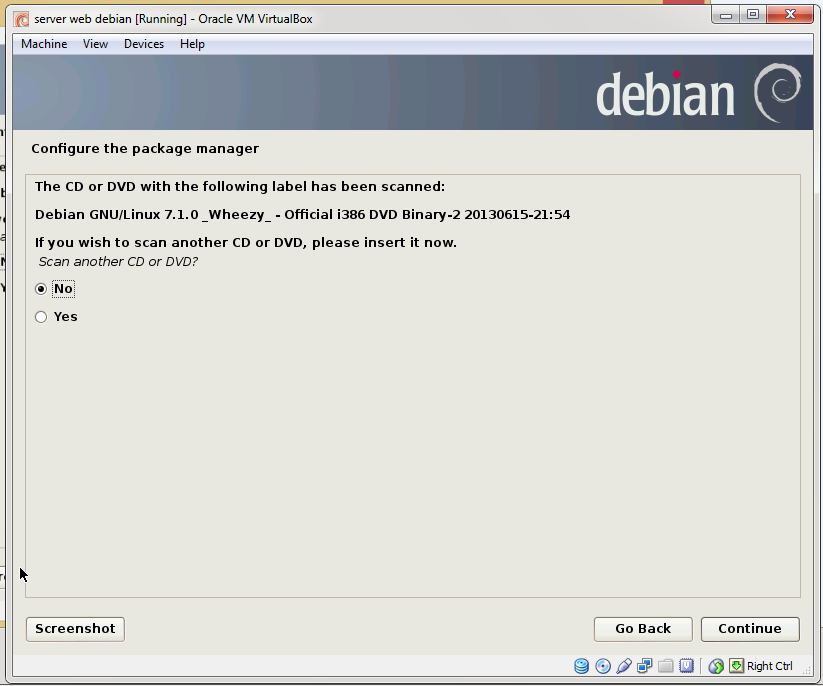 server web debian [Running] - Oracle VM VirtualBox
Machine View Devices Help
debian
Configure the package manager
The CD or DVD with the following label has been scanned:
Debian GNU/Linux 7.1.0 _Wheezy_ - Official i386 DVD Binary-2 20130615-21:54
If you wish to scan another CD or DVD, please insert it now.
Scan another CD or DVD?
No
Yes
Screenshot Go Back Continue
Right Ctrl